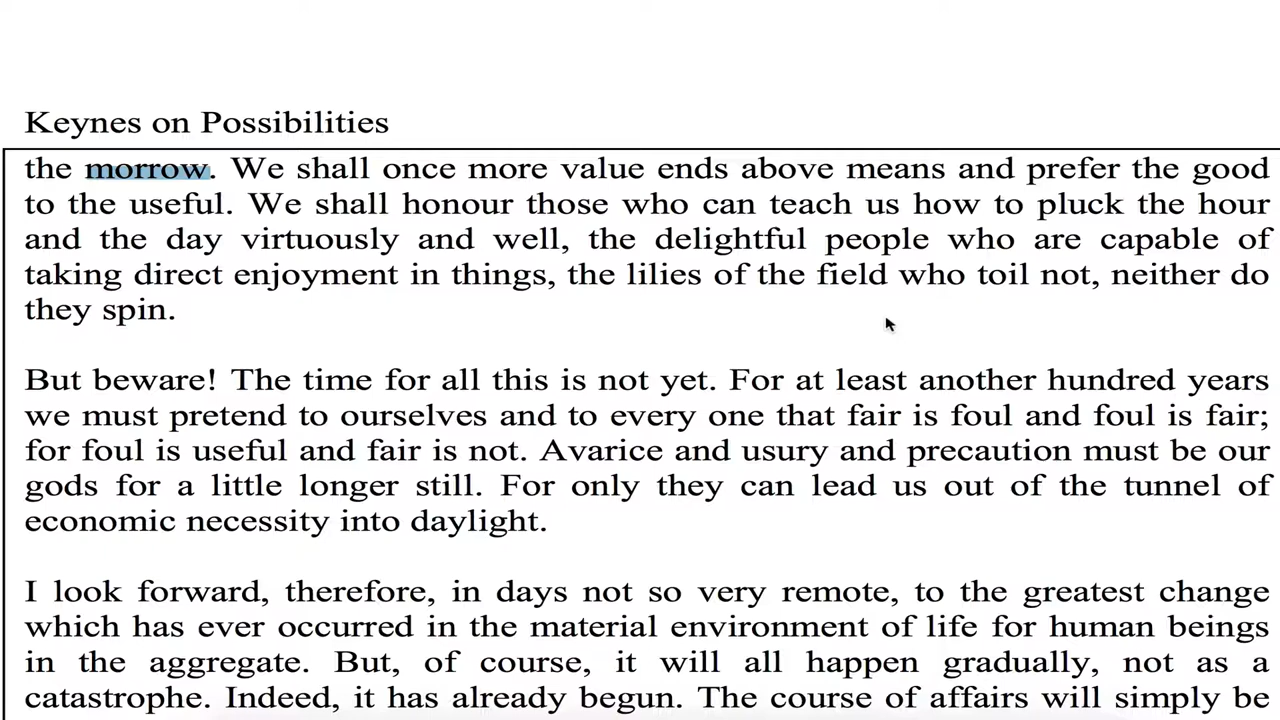 Keynes on Possibilities
the morrow. We shall once more value ends above means and prefer the good
to the useful. We shall honour those who can teach us how to pluck the hour
and the day virtuously and well, the delightful people who are capable of
taking direct enjoyment in things, the lilies of the field who toil not, neither do
they spin.
But beware! The time for all this is not yet. For at least another hundred years
we must pretend to ourselves and to every one that fair is foul and foul is fair;
for foul is useful and fair is not. Avarice and usury and precaution must be our
gods for a little longer still. For only they can lead us out of the tunnel of
economic necessity into daylight.
I look forward, therefore, in days not so very remote, to the greatest change
which has ever occurred in the material environment of life for human beings
in the aggregate. But, of course, it will all happen gradually, not as a
catastrophe. Indeed, it has already begun. The course of affairs will simply be